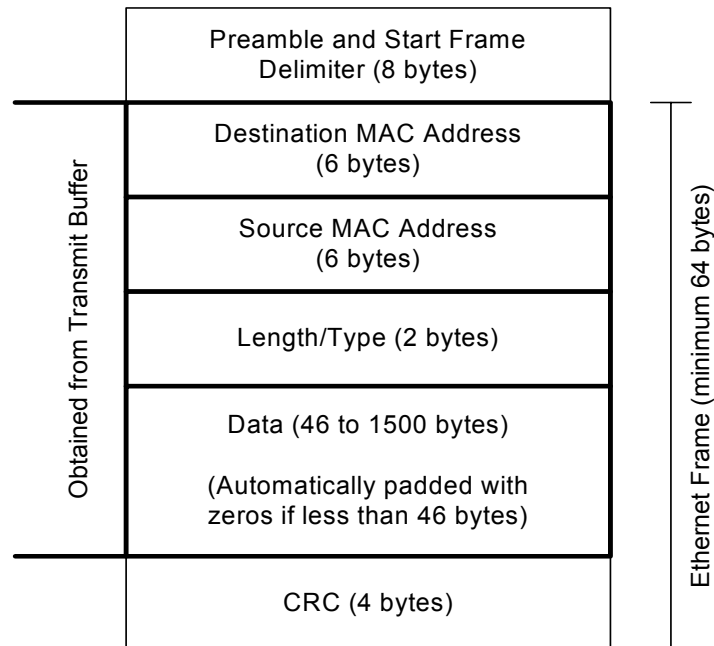 Preamble and Start Frame
Delimiter (8 bytes)
Destination MAC Address
(6 bytes)
Source MAC Address
(6 bytes)
Length/Type (2 bytes)
Data (46 to 1500 bytes)
(Automatically padded with
zeros if less than 46 bytes)
CRC (4 bytes)
Obtained from Transmit Buffer
Ethernet Frame (minimum 64 bytes)